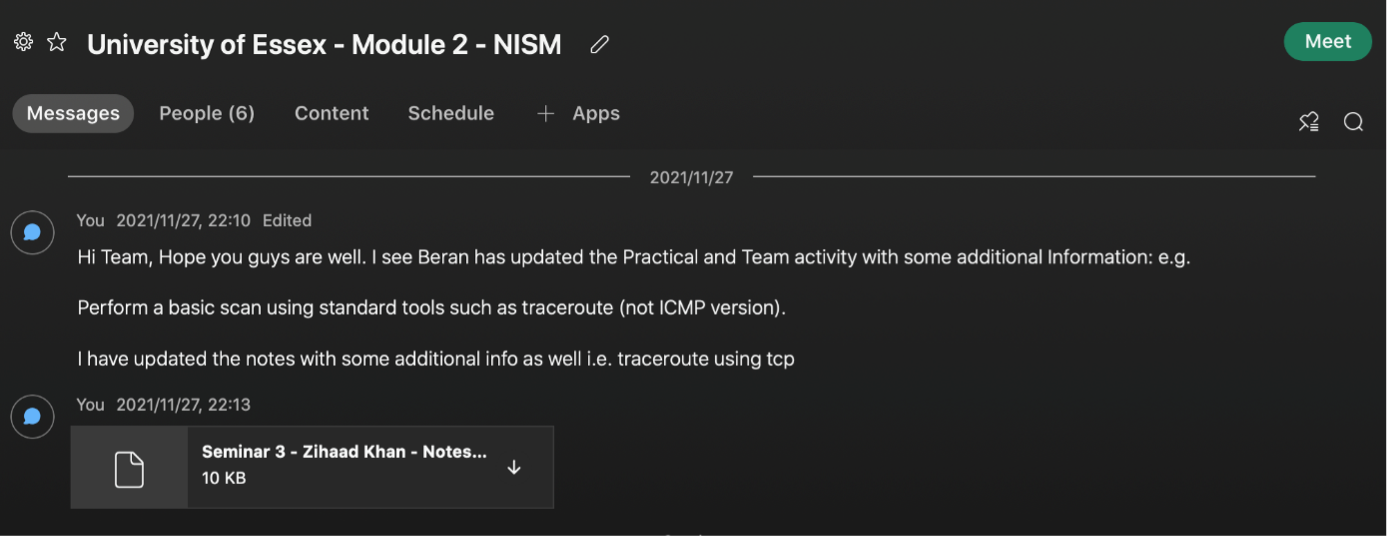 University of Essex - Module 2 - NISM
Meet
Messages People (6) Content Schedule + Apps
2021/11/27
You 2021/11/27, 22:10 Edited
Hi Team, Hope you guys are well. I see Beran has updated the Practical and Team activity with some additional Information: e.g.
Perform a basic scan using standard tools such as traceroute (not ICMP version).
I have updated the notes with some additional info as well i.e. traceroute using tcp
You 2021/11/27, 22:13
Seminar 3 - Zihaad Khan - Notes...
10 KB